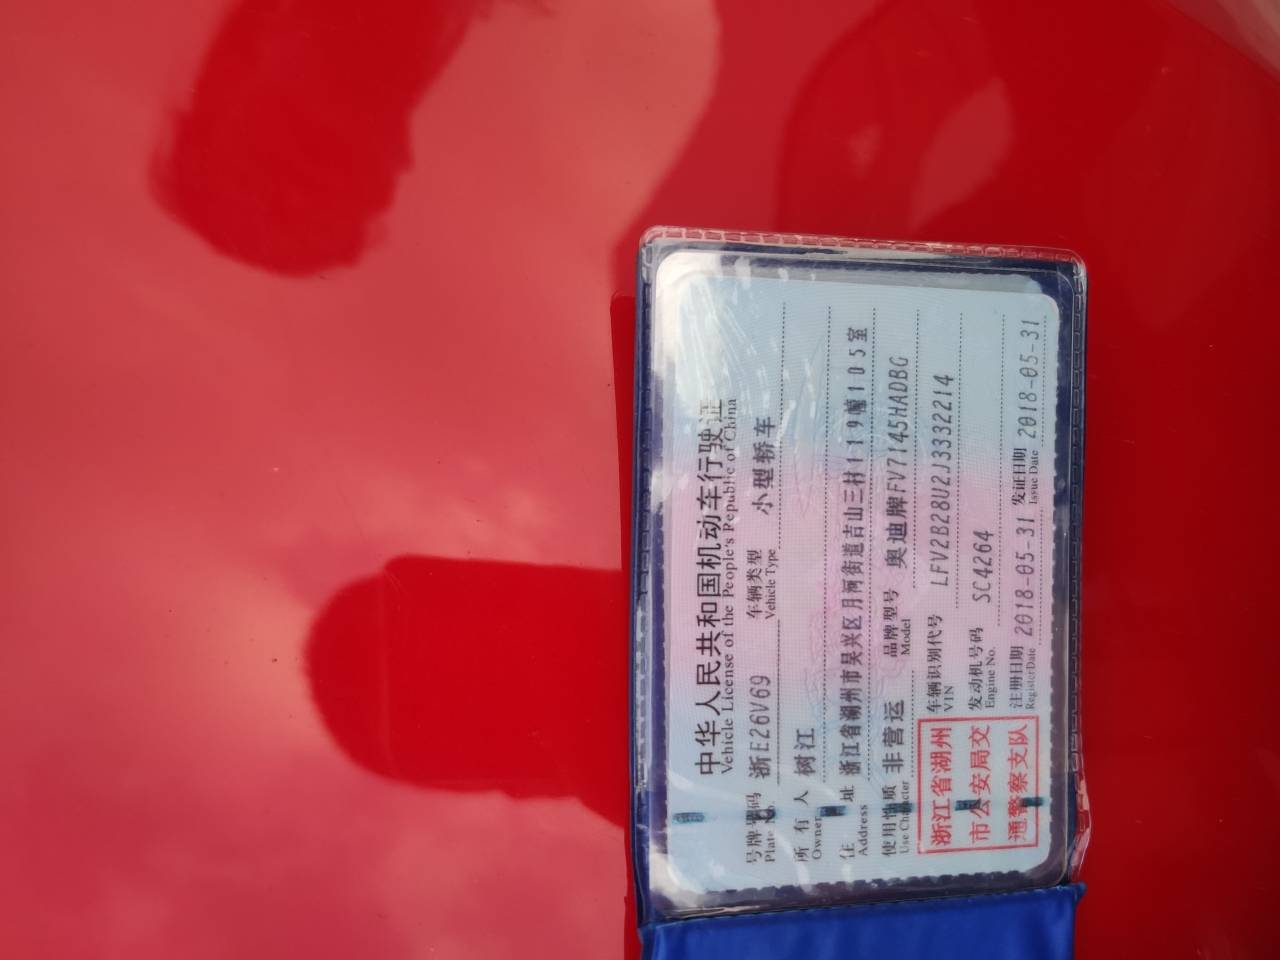 中华人民共和国机动车行驶证
Vehicle License of the People's Republic of China
号牌号码 浙E26V69 车辆类型 小型轿车
Plate No. Vehicle Type
所有人 树江
Owner
住址 浙江省湖州市吴兴区月河街道吉山三村119幢105室
Address
使用性质 非营运 品牌型号 奥迪牌FV7145HADBG
Use Character Model
浙江省湖州
市公安局交
通警察支队
车辆识别代号 LFV2B28U2J3332214
VIN
发动机号码 SC4264
Engine No.
注册日期 2018-05-31 发证日期 2018-05-31
Register Date Issue Date